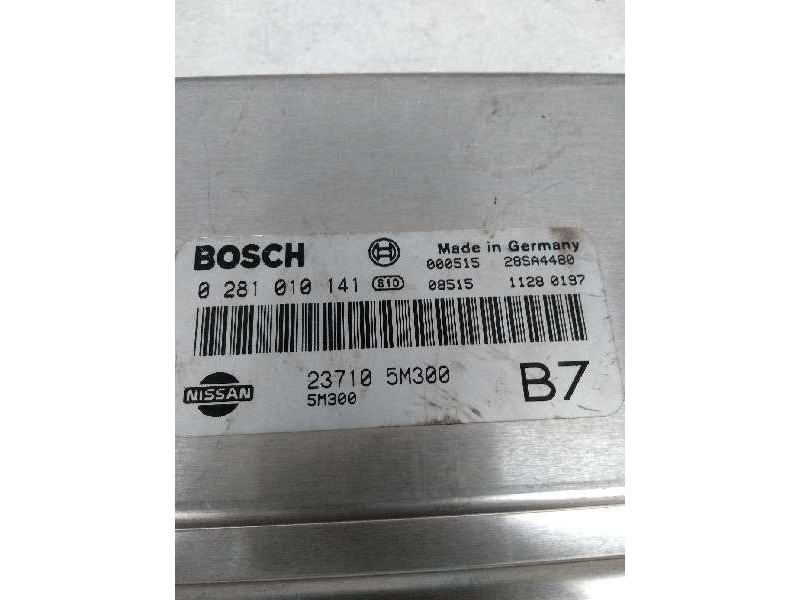 BOSCH Made in Germany
000515 28SA4480
0 281 010 141 810 08515 1128 0197
NISSAN 23710 5M300 B7
5M300